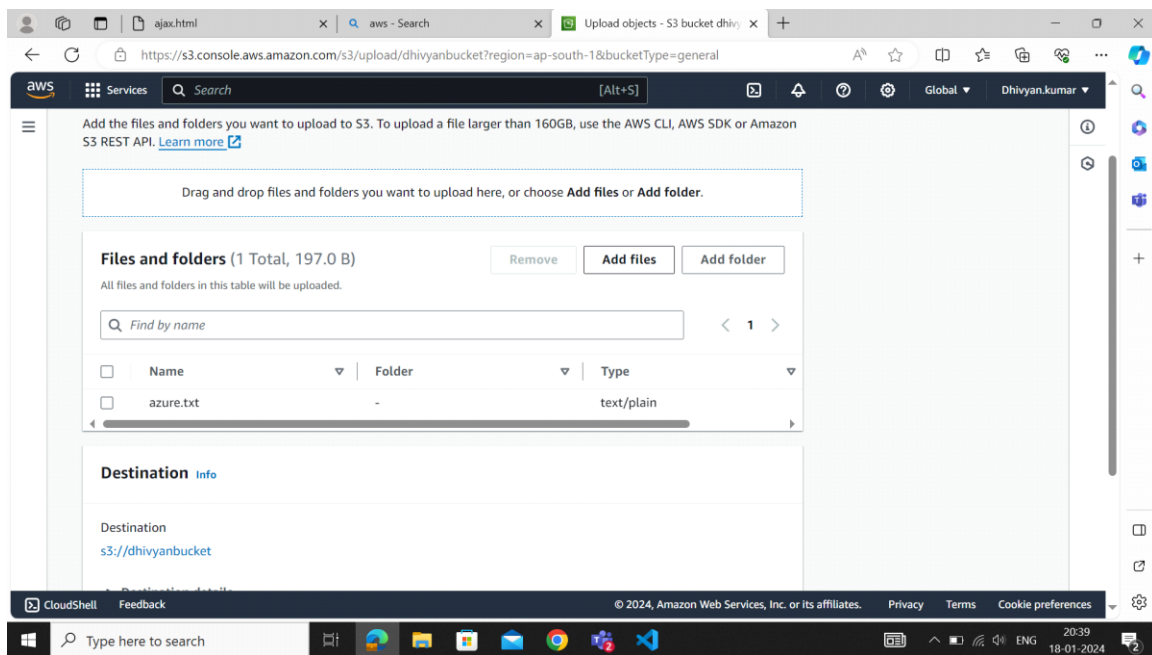 ajax.html
aws - Search
Upload objects - S3 bucket dhivy
https://s3.console.aws.amazon.com/s3/upload/dhivyanbucket?region=ap-south-1&bucketType=general
aws
Services
Search
[Alt+S]
Global
Dhivyan.kumar
Add the files and folders you want to upload to S3. To upload a file larger than 160GB, use the AWS CLI, AWS SDK or Amazon
S3 REST API. Learn more
Drag and drop files and folders you want to upload here, or choose Add files or Add folder.
Files and folders (1 Total, 197.0 B)
Remove
Add files
Add folder
All files and folders in this table will be uploaded.
Find by name
1
Name
Folder
Type
azure.txt
-
text/plain
Destination Info
Destination
s3://dhivyanbucket
Destination details
CloudShell
Feedback
© 2024, Amazon Web Services, Inc. or its affiliates.
Privacy
Terms
Cookie preferences
Type here to search
ENG
20:39
18-01-2024